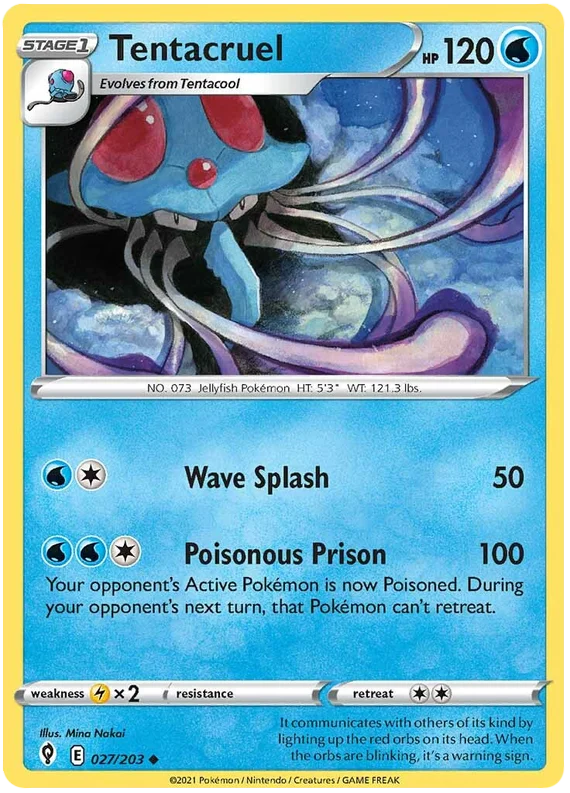 STAGE1
Tentacruel
HP 120
Evolves from Tentacool
NO. 073 Jellyfish Pokémon HT: 5'3" WT: 121.3 lbs.
Wave Splash 50
Poisonous Prison 100
Your opponent's Active Pokémon is now Poisoned. During
your opponent's next turn, that Pokémon can't retreat.
weakness ×2 resistance retreat
Illus. Mina Nakai
E 027/203
It communicates with others of its kind by
lighting up the red orbs on its head. When
the orbs are blinking, it's a warning sign.
©2021 Pokémon / Nintendo / Creatures / GAME FREAK